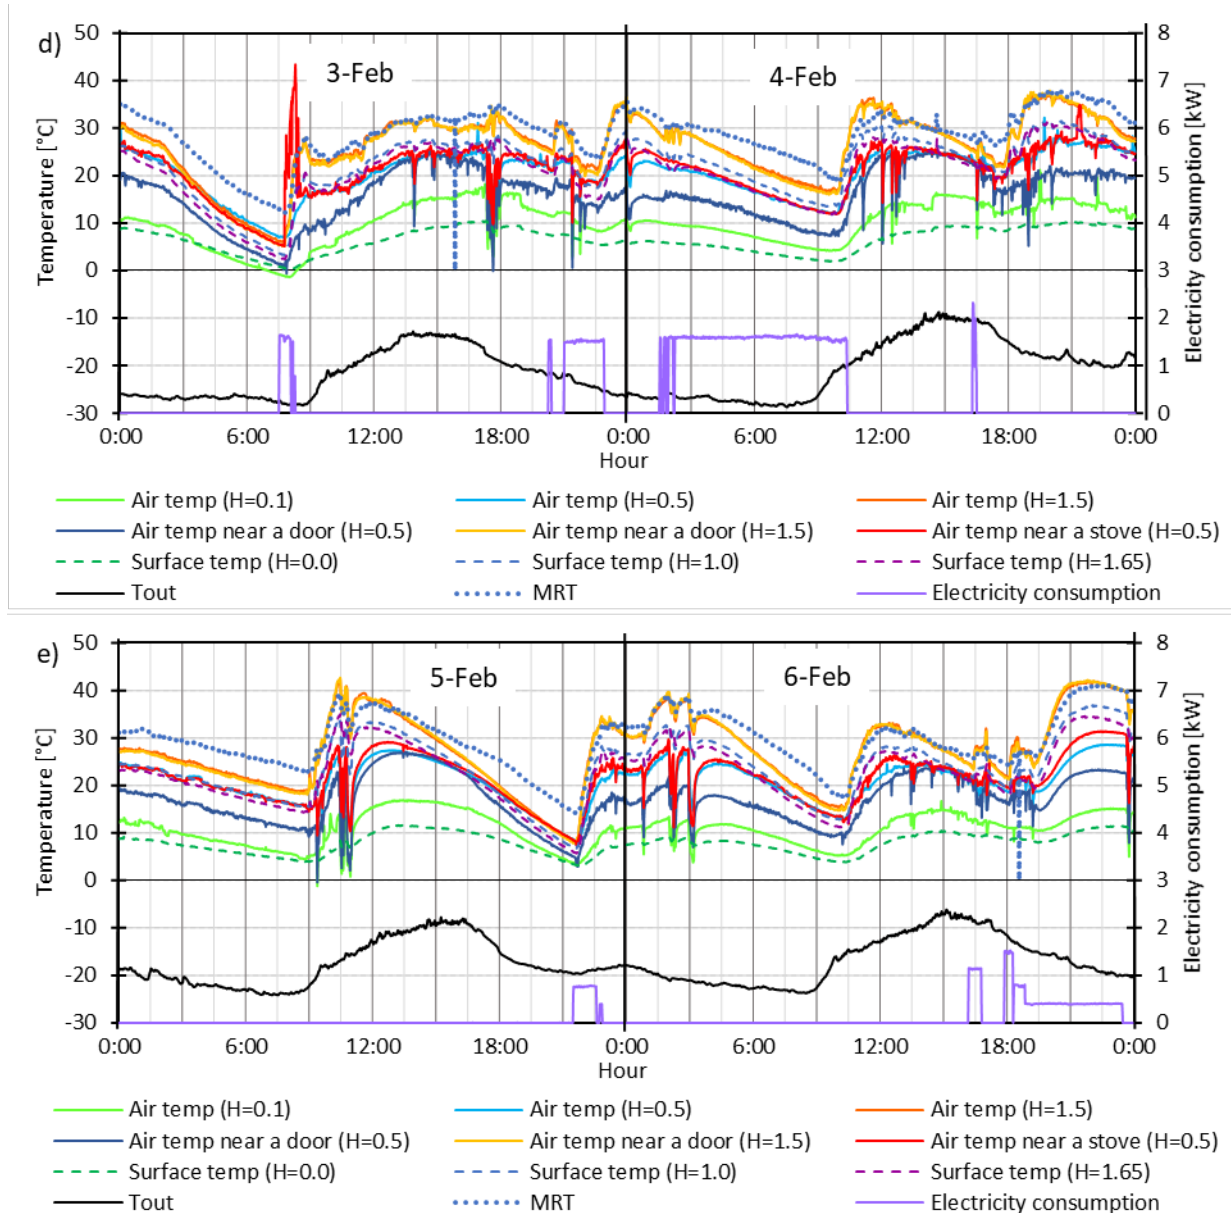 d)
3-Feb
4-Feb
Temperature [°C]
50
40
30
20
10
0
-10
-20
-30
Electricity consumption [kW]
8
7
6
5
4
3
2
1
0
0:00 6:00 12:00 18:00 0:00 6:00 12:00 18:00 0:00
Hour
Air temp (H=0.1) Air temp (H=0.5) Air temp (H=1.5)
Air temp near a door (H=0.5) Air temp near a door (H=1.5) Air temp near a stove (H=0.5)
Surface temp (H=0.0) Surface temp (H=1.0) Surface temp (H=1.65)
Tout MRT Electricity consumption
e)
5-Feb
6-Feb
Temperature [°C]
50
40
30
20
10
0
-10
-20
-30
Electricity consumption [kW]
8
7
6
5
4
3
2
1
0
0:00 6:00 12:00 18:00 0:00 6:00 12:00 18:00 0:00
Hour
Air temp (H=0.1) Air temp (H=0.5) Air temp (H=1.5)
Air temp near a door (H=0.5) Air temp near a door (H=1.5) Air temp near a stove (H=0.5)
Surface temp (H=0.0) Surface temp (H=1.0) Surface temp (H=1.65)
Tout MRT Electricity consumption